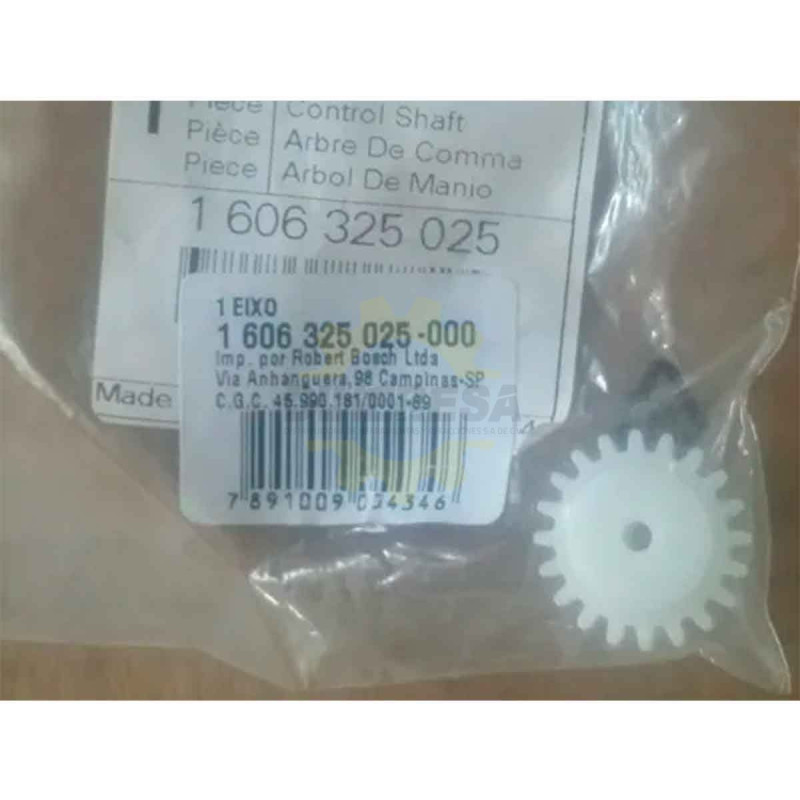 Piece Control Shaft
Pièce Arbre De Comma
Piece Arbol De Manio
1 606 325 025
1 EIXO
1 606 325 025-000
Imp. por Robert Bosch Ltda
Via Anhanguera, 98 Campinas-SP
Made
C.G.C. 45.990.181/0001-89
ESA
7 891009 034346